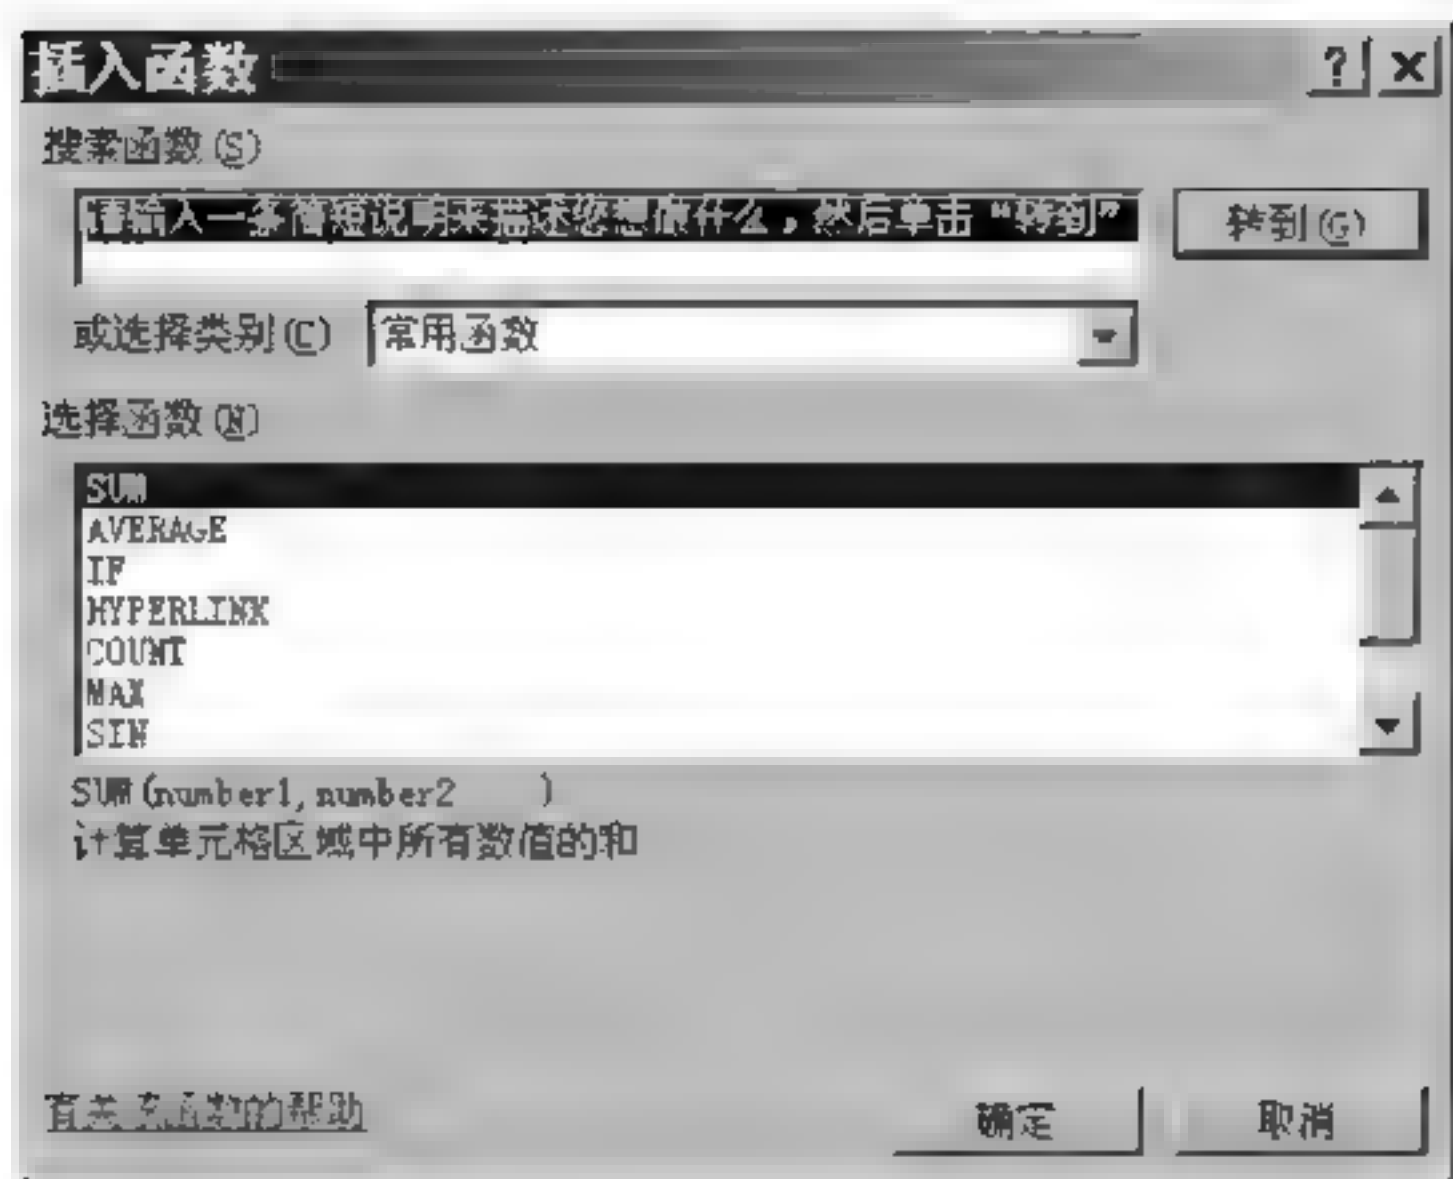 插入函数
搜索函数(S)
请输入一条简短说明来描述您想做什么，然后单击“转到”
转到(G)
或选择类别(C)
常用函数
选择函数(N)
SUM
AVERAGE
IF
HYPERLINK
COUNT
MAX
SIN
SUM(number1,number2 )
计算单元格区域中所有数值的和
有关该函数的帮助
确定
取消